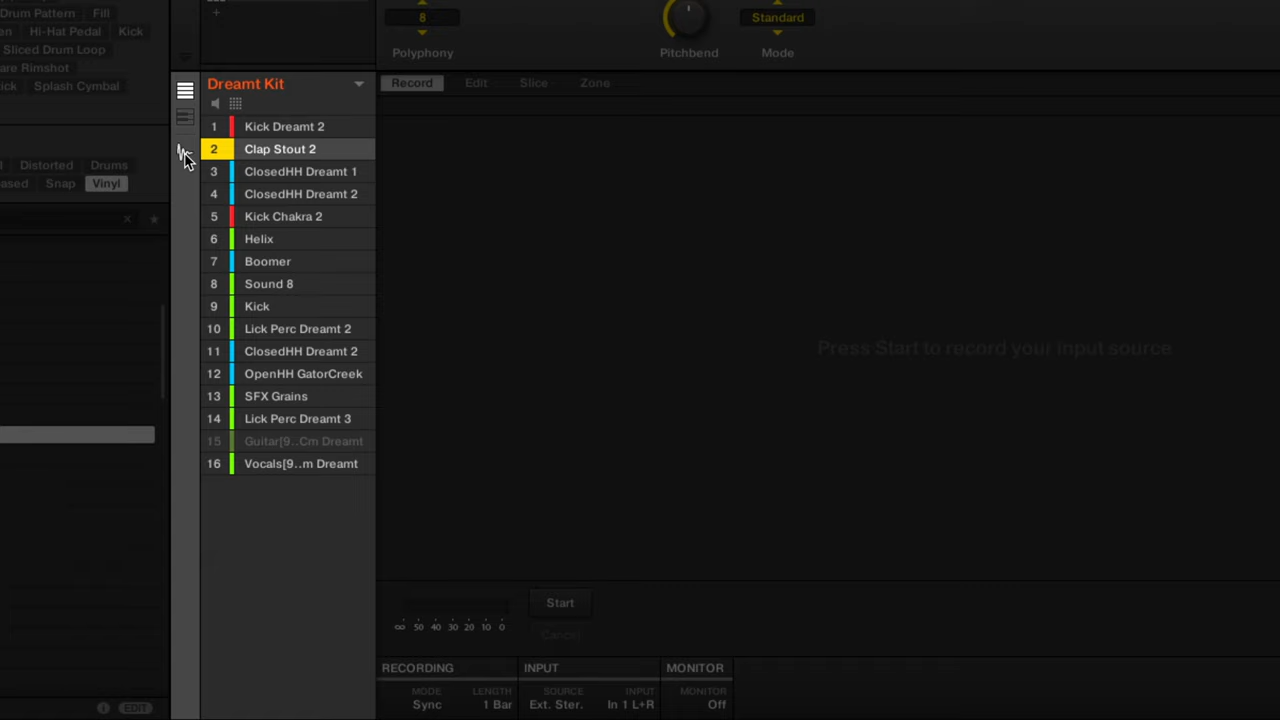 Drum Pattern Fill
en Hi-Hat Pedal Kick
Sliced Drum Loop
are Rimshot
ick Splash Cymbal
Distorted Drums
ased Snap Vinyl
EDIT
8
Polyphony
Pitchbend
Standard
Mode
Dreamt Kit
1 Kick Dreamt 2
2 Clap Stout 2
3 ClosedHH Dreamt 1
4 ClosedHH Dreamt 2
5 Kick Chakra 2
6 Helix
7 Boomer
8 Sound 8
9 Kick
10 Lick Perc Dreamt 2
11 ClosedHH Dreamt 2
12 OpenHH GatorCreek
13 SFX Grains
14 Lick Perc Dreamt 3
15 Guitar[9..Cm Dreamt
16 Vocals[9..m Dreamt
Record Edit Slice Zone
Press Start to record your input source
∞ 50 40 30 20 10 0
Start
Cancel
RECORDING INPUT MONITOR
MODE LENGTH SOURCE INPUT MONITOR
Sync 1 Bar Ext. Ster. In 1 L+R Off